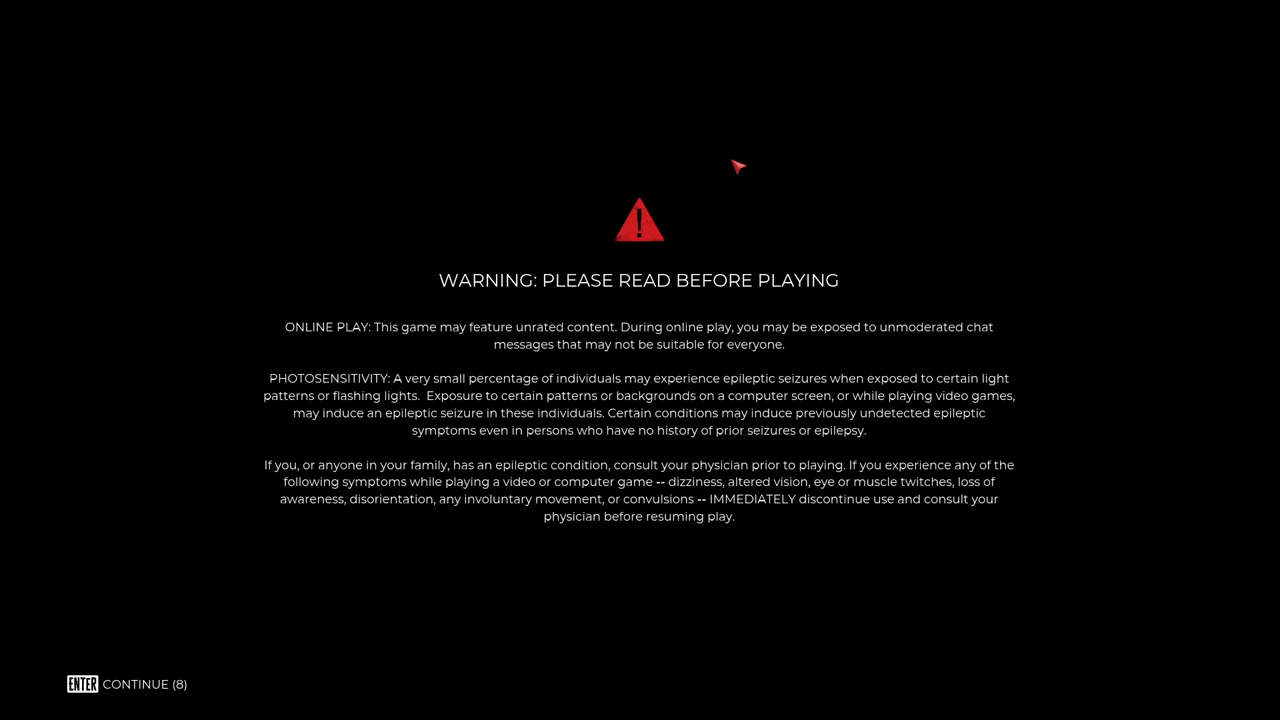 WARNING: PLEASE READ BEFORE PLAYING
ONLINE PLAY: This game may feature unrated content. During online play, you may be exposed to unmoderated chat
messages that may not be suitable for everyone.
PHOTOSENSITIVITY: A very small percentage of individuals may experience epileptic seizures when exposed to certain light
patterns or flashing lights.  Exposure to certain patterns or backgrounds on a computer screen, or while playing video games,
may induce an epileptic seizure in these individuals. Certain conditions may induce previously undetected epileptic
symptoms even in persons who have no history of prior seizures or epilepsy.
If you, or anyone in your family, has an epileptic condition, consult your physician prior to playing. If you experience any of the
following symptoms while playing a video or computer game -- dizziness, altered vision, eye or muscle twitches, loss of
awareness, disorientation, any involuntary movement, or convulsions -- IMMEDIATELY discontinue use and consult your
physician before resuming play.
ENTER CONTINUE (8)